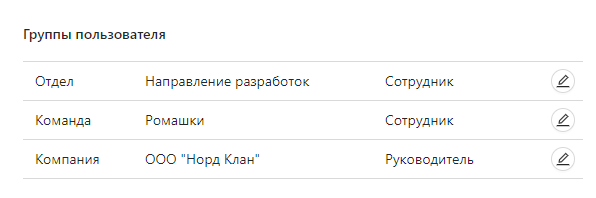 Группы пользователя
Отдел Направление разработок Сотрудник
Команда Ромашки Сотрудник
Компания ООО "Норд Клан" Руководитель